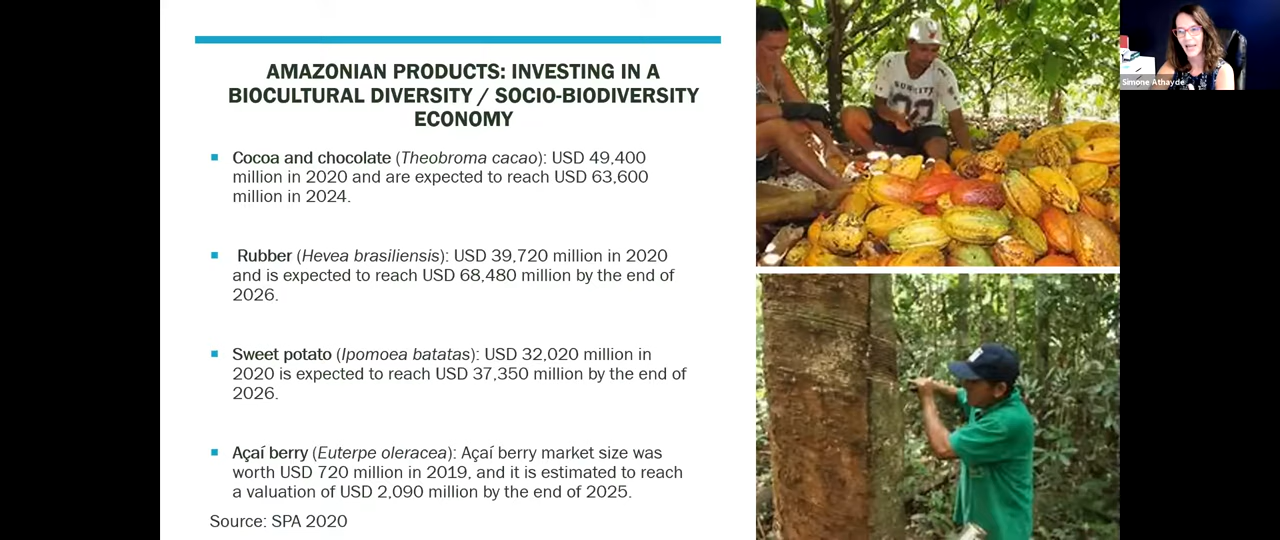 AMAZONIAN PRODUCTS: INVESTING IN A
BIOCULTURAL DIVERSITY / SOCIO-BIODIVERSITY
ECONOMY
Cocoa and chocolate (Theobroma cacao): USD 49,400
million in 2020 and are expected to reach USD 63,600
million in 2024.
Rubber (Hevea brasiliensis): USD 39,720 million in 2020
and is expected to reach USD 68,480 million by the end of
2026.
Sweet potato (Ipomoea batatas): USD 32,020 million in
2020 is expected to reach USD 37,350 million by the end of
2026.
Açaí berry (Euterpe oleracea): Açaí berry market size was
worth USD 720 million in 2019, and it is estimated to reach
a valuation of USD 2,090 million by the end of 2025.
Source: SPA 2020
Simone Athayde